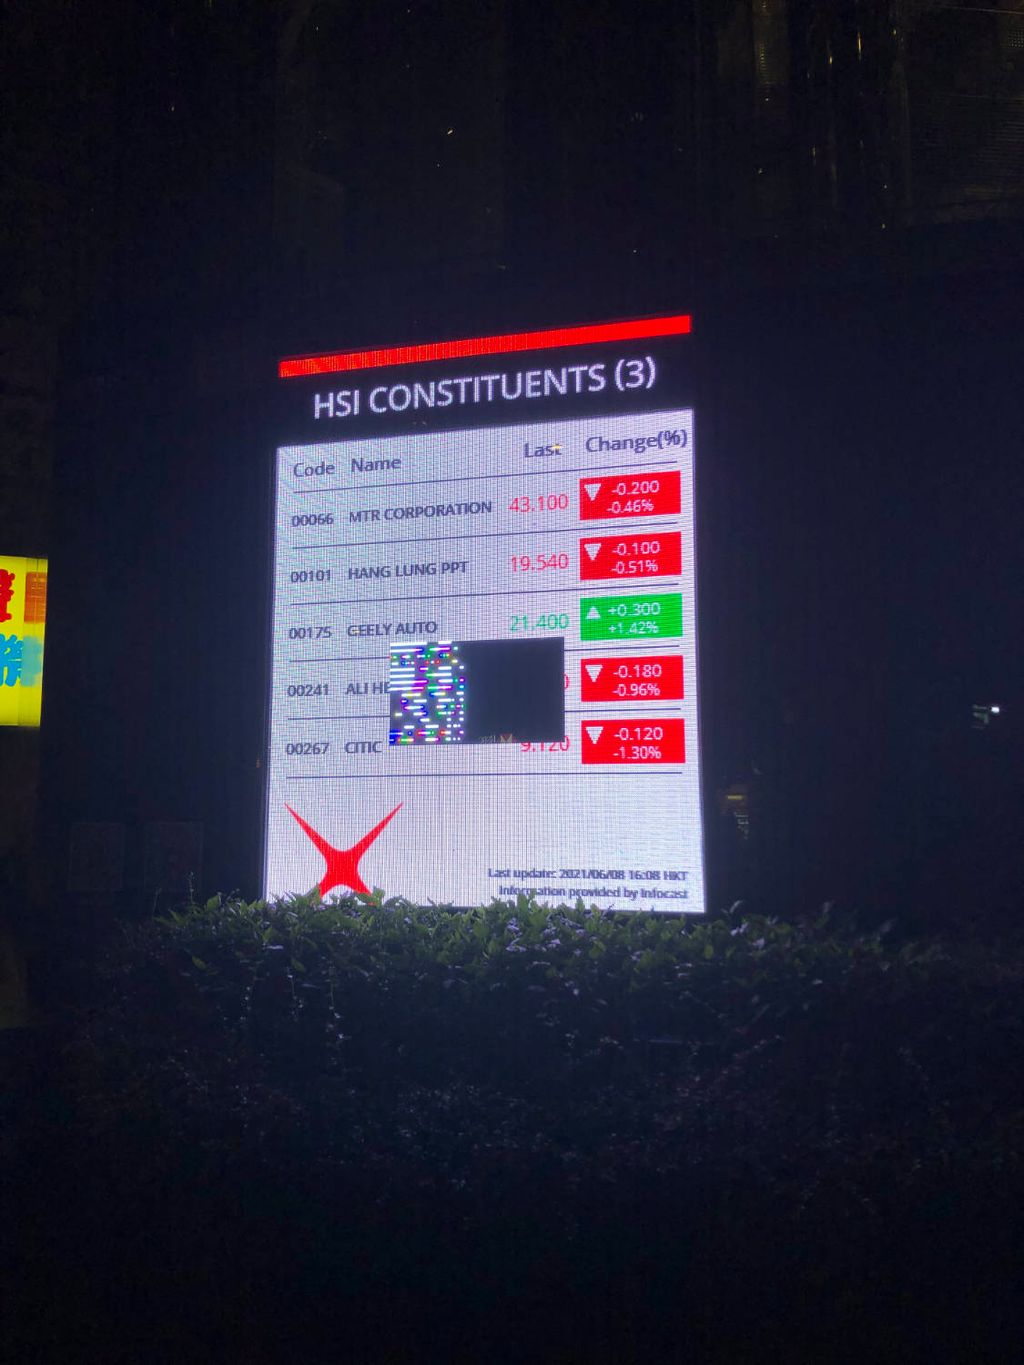 HSI CONSTITUENTS (3)
Code Name Last Change(%)
00066 MTR CORPORATION 43.100 ▼ -0.200
-0.46%
00101 HANG LUNG PPT 19.540 ▼ -0.100
-0.51%
00175 GEELY AUTO 21.400 ▲ +0.300
+1.42%
00241 ALI ▼ -0.180
-0.96%
00267 CITIC 9.120 ▼ -0.120
-1.30%
Last update: 2021/06/08 16:08 HKT
Information provided by Infocast